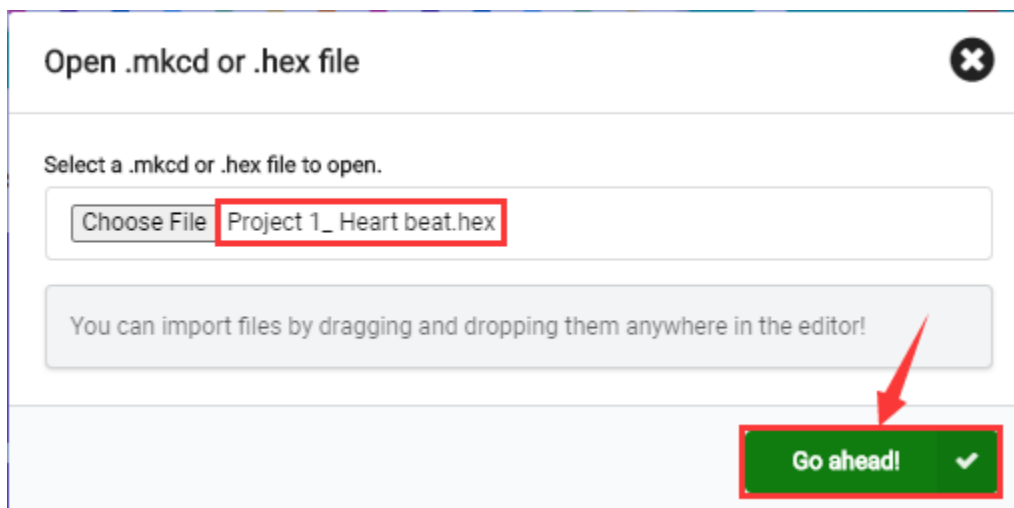 Open .mkcd or .hex file
Select a .mkcd or .hex file to open.
Choose File Project 1_ Heart beat.hex
You can import files by dragging and dropping them anywhere in the editor!
Go ahead!